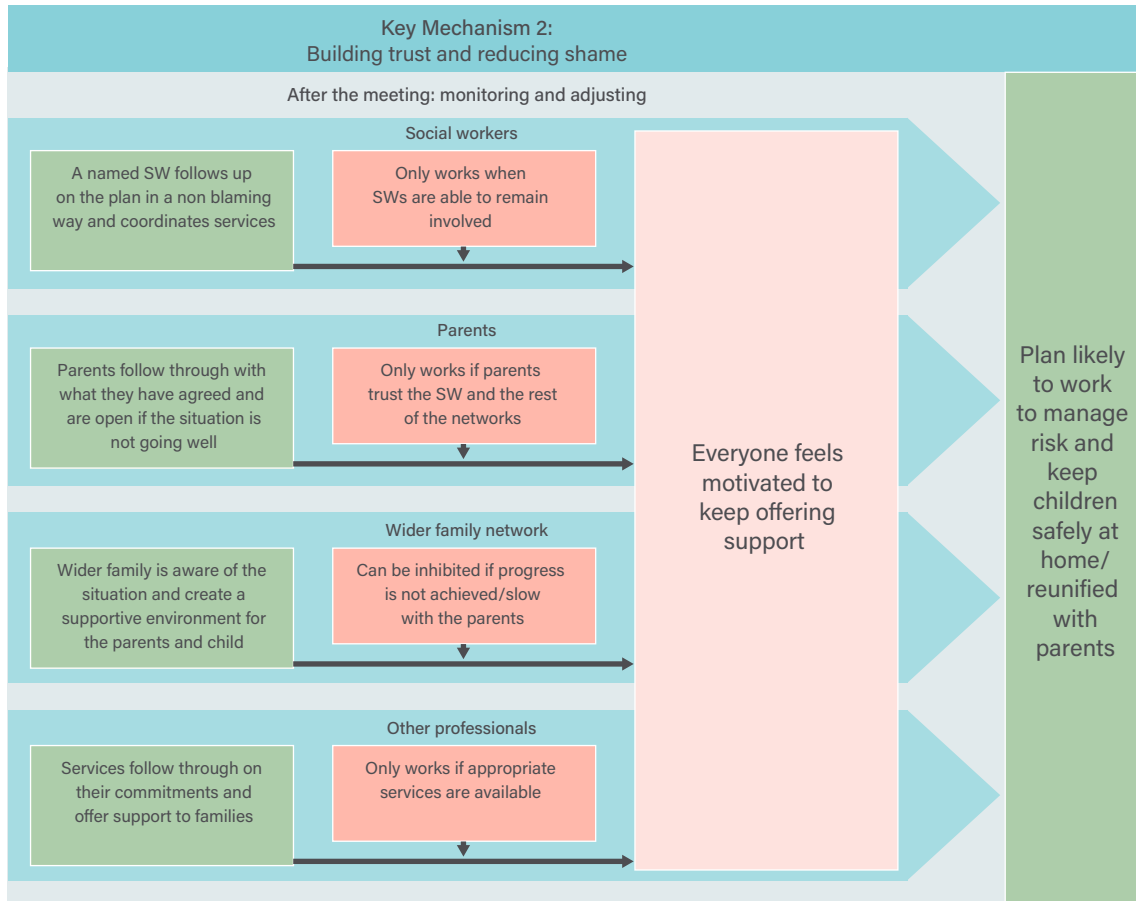 Key Mechanism 2:
Building trust and reducing shame
After the meeting: monitoring and adjusting
Social workers
A named SW follows up
on the plan in a non blaming
way and coordinates services
Only works when
SWs are able to remain
involved
Parents
Parents follow through with
what they have agreed and
are open if the situation is
not going well
Only works if parents
trust the SW and the rest
of the networks
Wider family network
Wider family is aware of the
situation and create a
supportive environment for
the parents and child
Can be inhibited if progress
is not achieved/slow
with the parents
Other professionals
Services follow through on
their commitments and
offer support to families
Only works if appropriate
services are available
Everyone feels
motivated to
keep offering
support
Plan likely
to work
to manage
risk and
keep
children
safely at
home/
reunified
with
parents